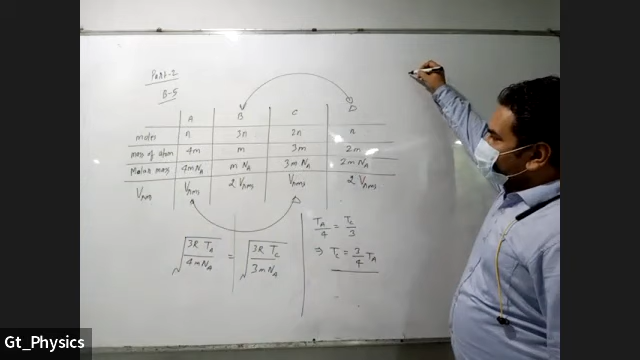 Part-2
B-5
A B C D
moles n 3n 2n n
mass of atom 4m m 3m 2m
Molar mass 4m N_A m N_A 3m N_A 2m N_A
V_rms V_rms 2 V_rms V_rms 2 V_rms
√(3R T_A / 4m N_A) = √(3R T_C / 3m N_A)
T_A/4 = T_C/3
⇒ T_C = 3/4 T_A
Gt_Physics